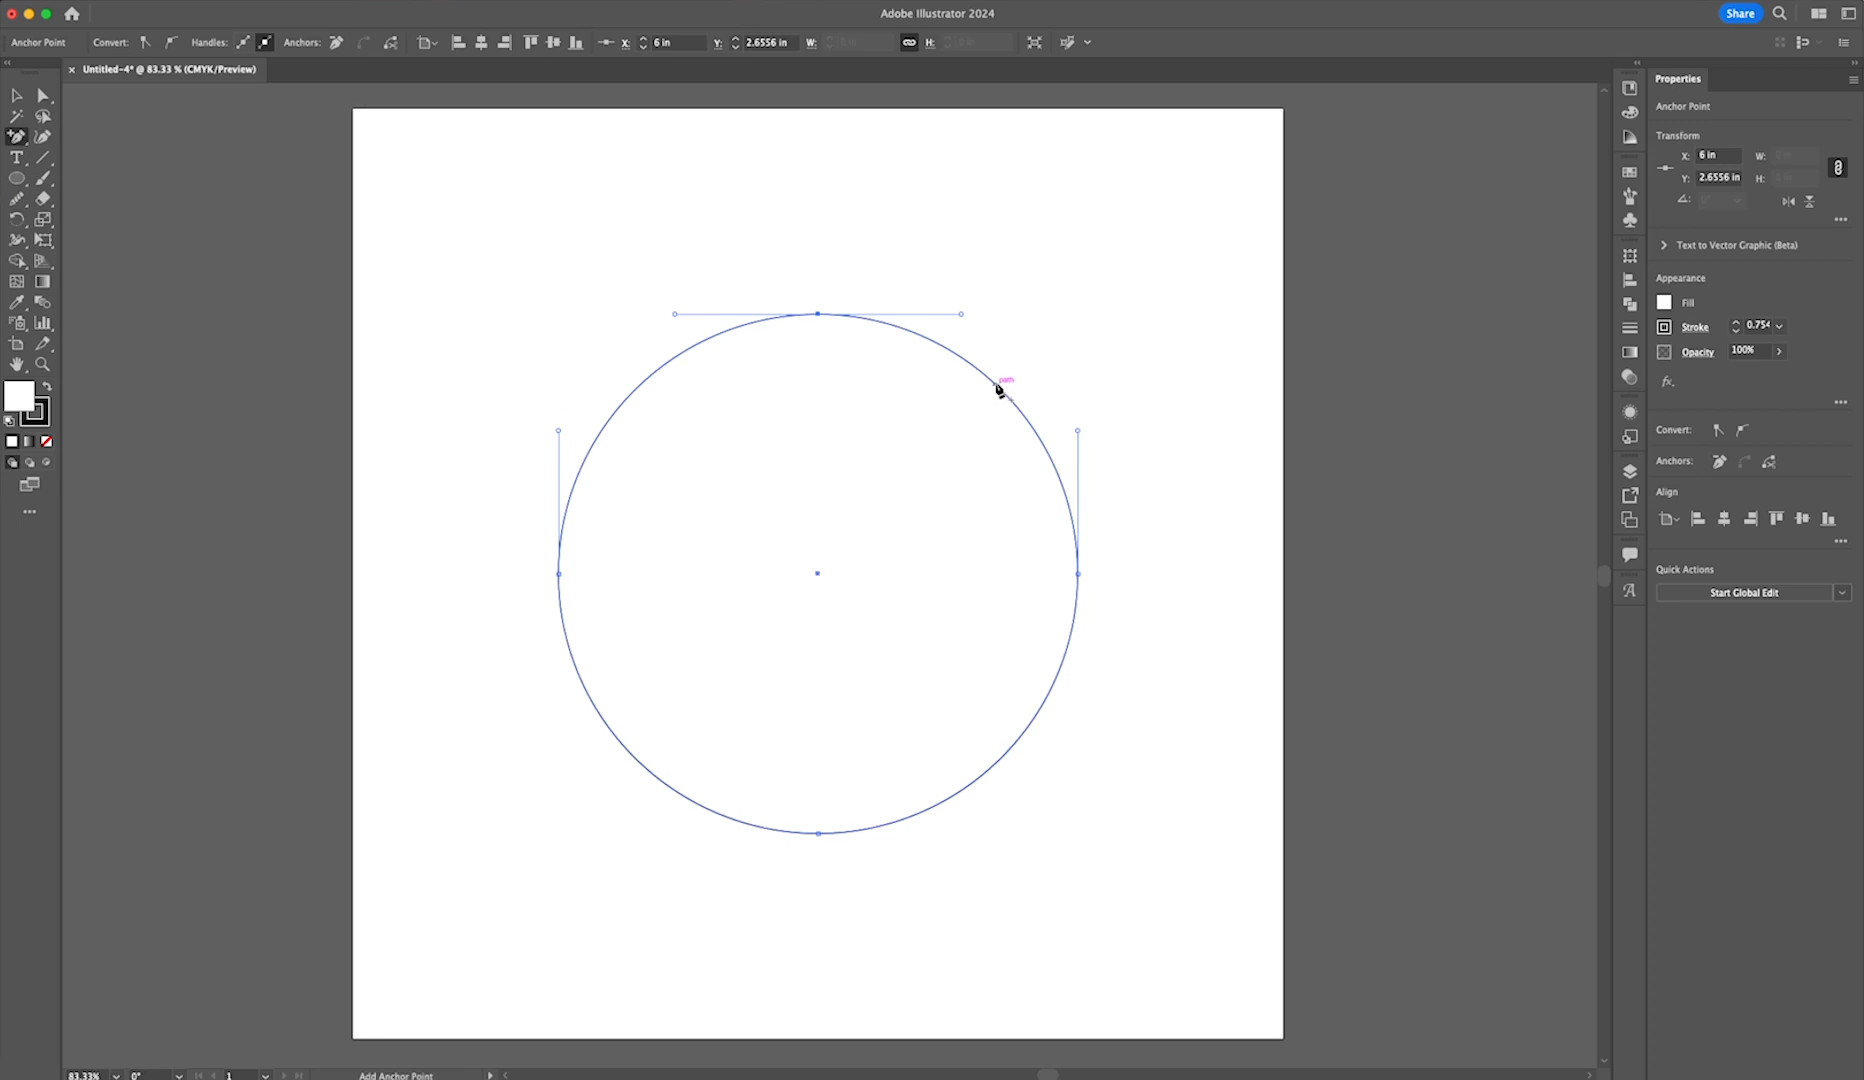 Adobe Illustrator 2024
Share
Anchor Point
Convert:
Handles:
Anchors:
X:
6 in
Y:
2.6556 in
W:
H:
× Untitled-4* @ 83.33 % (CMYK/Preview)
path
Properties
Anchor Point
Transform
X: 6 in W:
Y: 2.6556 in H:
Text to Vector Graphic (Beta)
Appearance
Fill
Stroke 0.754
Opacity 100%
fx.
Convert:
Anchors:
Align
Quick Actions
Start Global Edit
83.33%
0°
1
Add Anchor Point